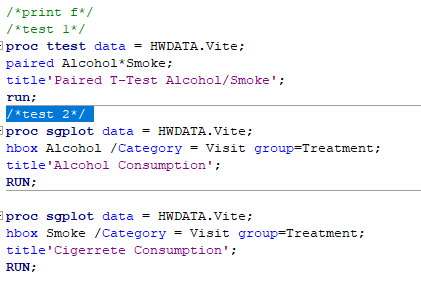 /*print f*/
/*test 1*/
proc ttest data = HWDATA.Vite;
paired Alcohol*Smoke;
title'Paired T-Test Alcohol/Smoke';
run;
/*test 2*/
proc sgplot data = HWDATA.Vite;
hbox Alcohol /Category = Visit group=Treatment;
title'Alcohol Consumption';
RUN;
proc sgplot data = HWDATA.Vite;
hbox Smoke /Category = Visit group=Treatment;
title'Cigerrete Consumption';
RUN;